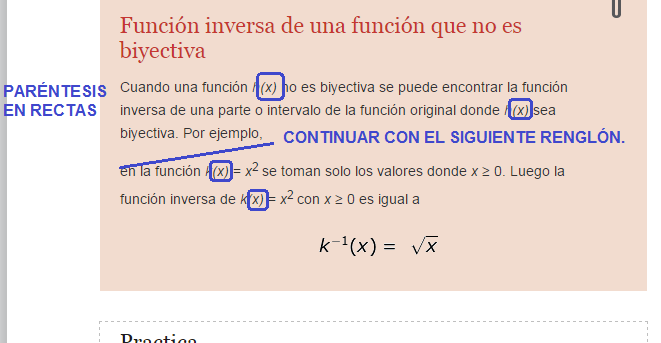 Función inversa de una función que no es
biyectiva
PARÉNTESIS
EN RECTAS
Cuando una función (x) no es biyectiva se puede encontrar la función
inversa de una parte o intervalo de la función original donde (x) sea
biyectiva. Por ejemplo,
CONTINUAR CON EL SIGUIENTE RENGLÓN.
en la función k(x) = x² se toman solo los valores donde x ≥ 0. Luego la
función inversa de k(x) = x² con x ≥ 0 es igual a
k⁻¹(x) = √x
Practica